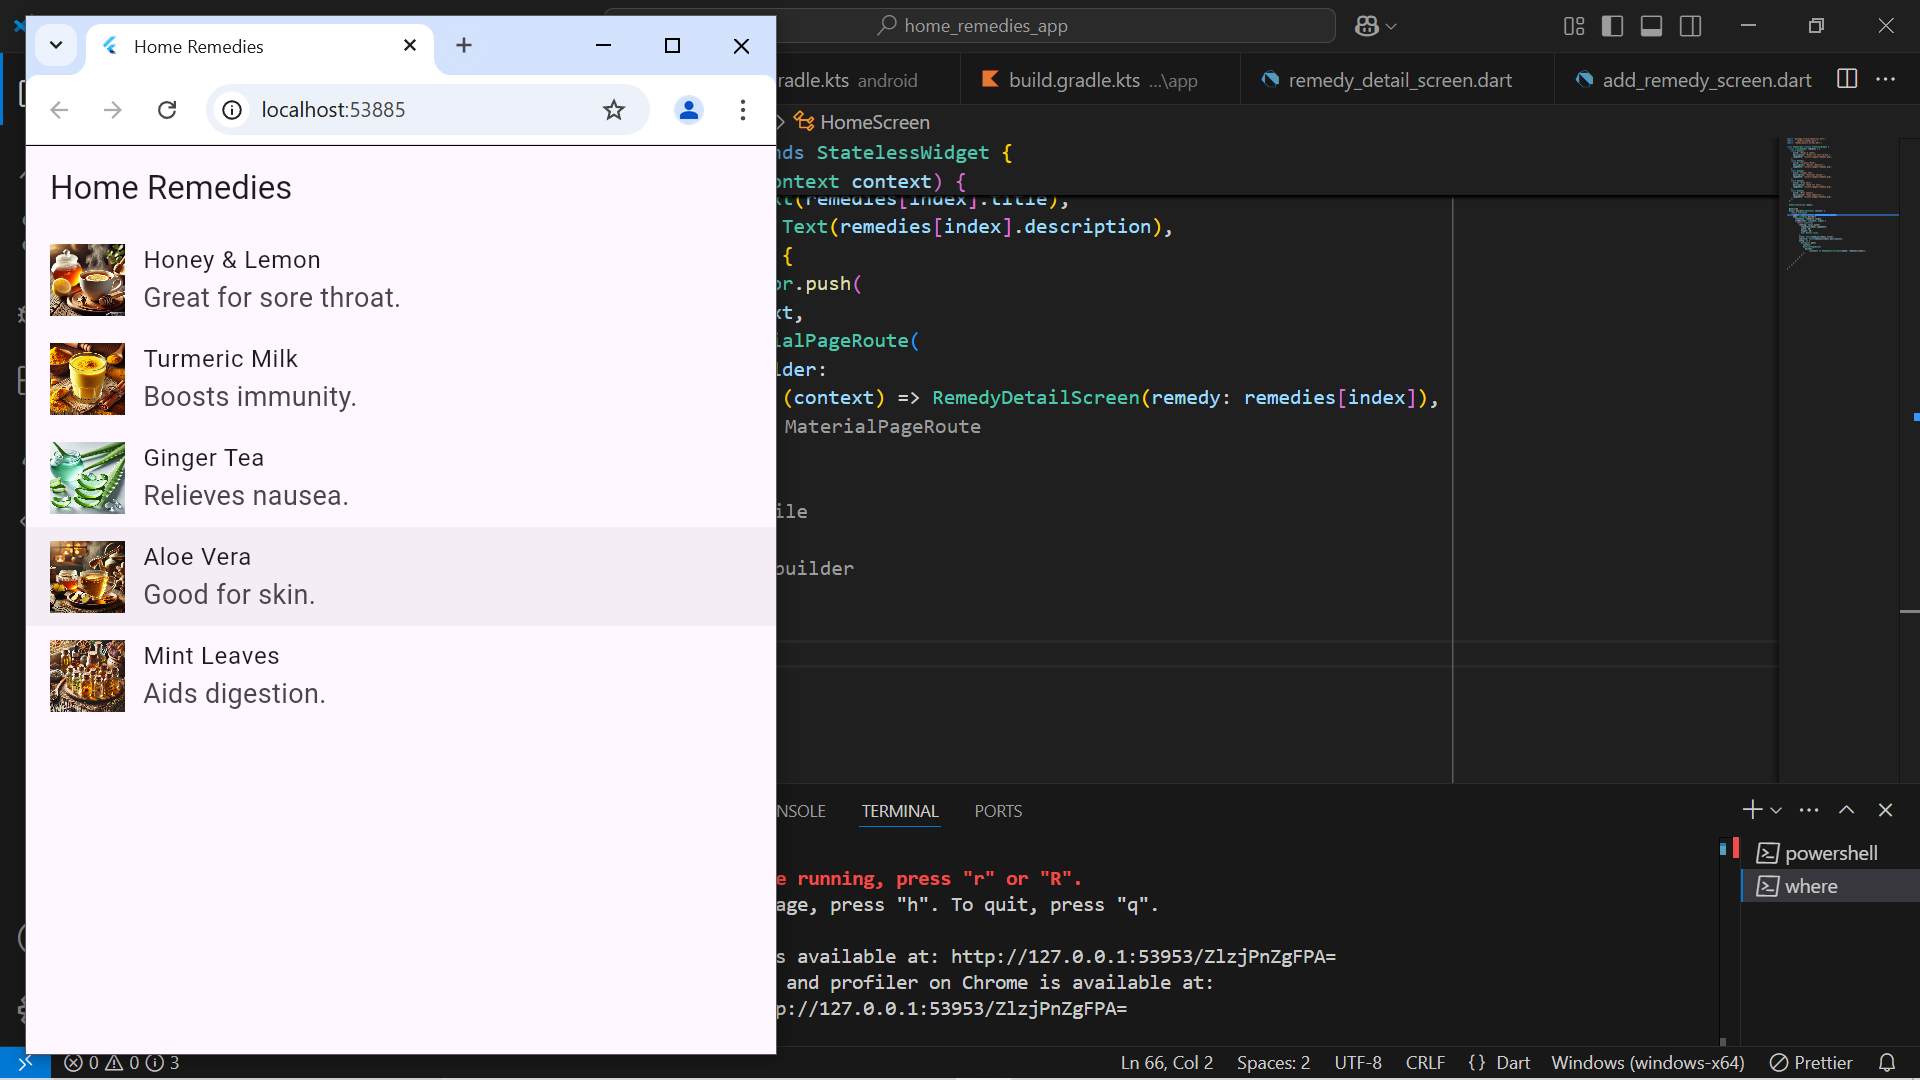 Home Remedies
localhost:53885
Home Remedies
Honey & Lemon
Great for sore throat.
Turmeric Milk
Boosts immunity.
Ginger Tea
Relieves nausea.
Aloe Vera
Good for skin.
Mint Leaves
Aids digestion.
home_remedies_app
radle.kts android
build.gradle.kts ...\app
remedy_detail_screen.dart
add_remedy_screen.dart
HomeScreen
nds StatelessWidget {
ontext context) {
t(remedies[index].title),
Text(remedies[index].description),
{
or.push(
xt,
ialPageRoute(
lder:
(context) => RemedyDetailScreen(remedy: remedies[index]),
MaterialPageRoute
ile
builder
NSOLE
TERMINAL
PORTS
e running, press "r" or "R".
age, press "h". To quit, press "q".
s available at: http://127.0.0.1:53953/ZlzjPnZgFPA=
and profiler on Chrome is available at:
p://127.0.0.1:53953/ZlzjPnZgFPA=
powershell
where
0 0 3
Ln 66, Col 2
Spaces: 2
UTF-8
CRLF
{} Dart
Windows (windows-x64)
Prettier